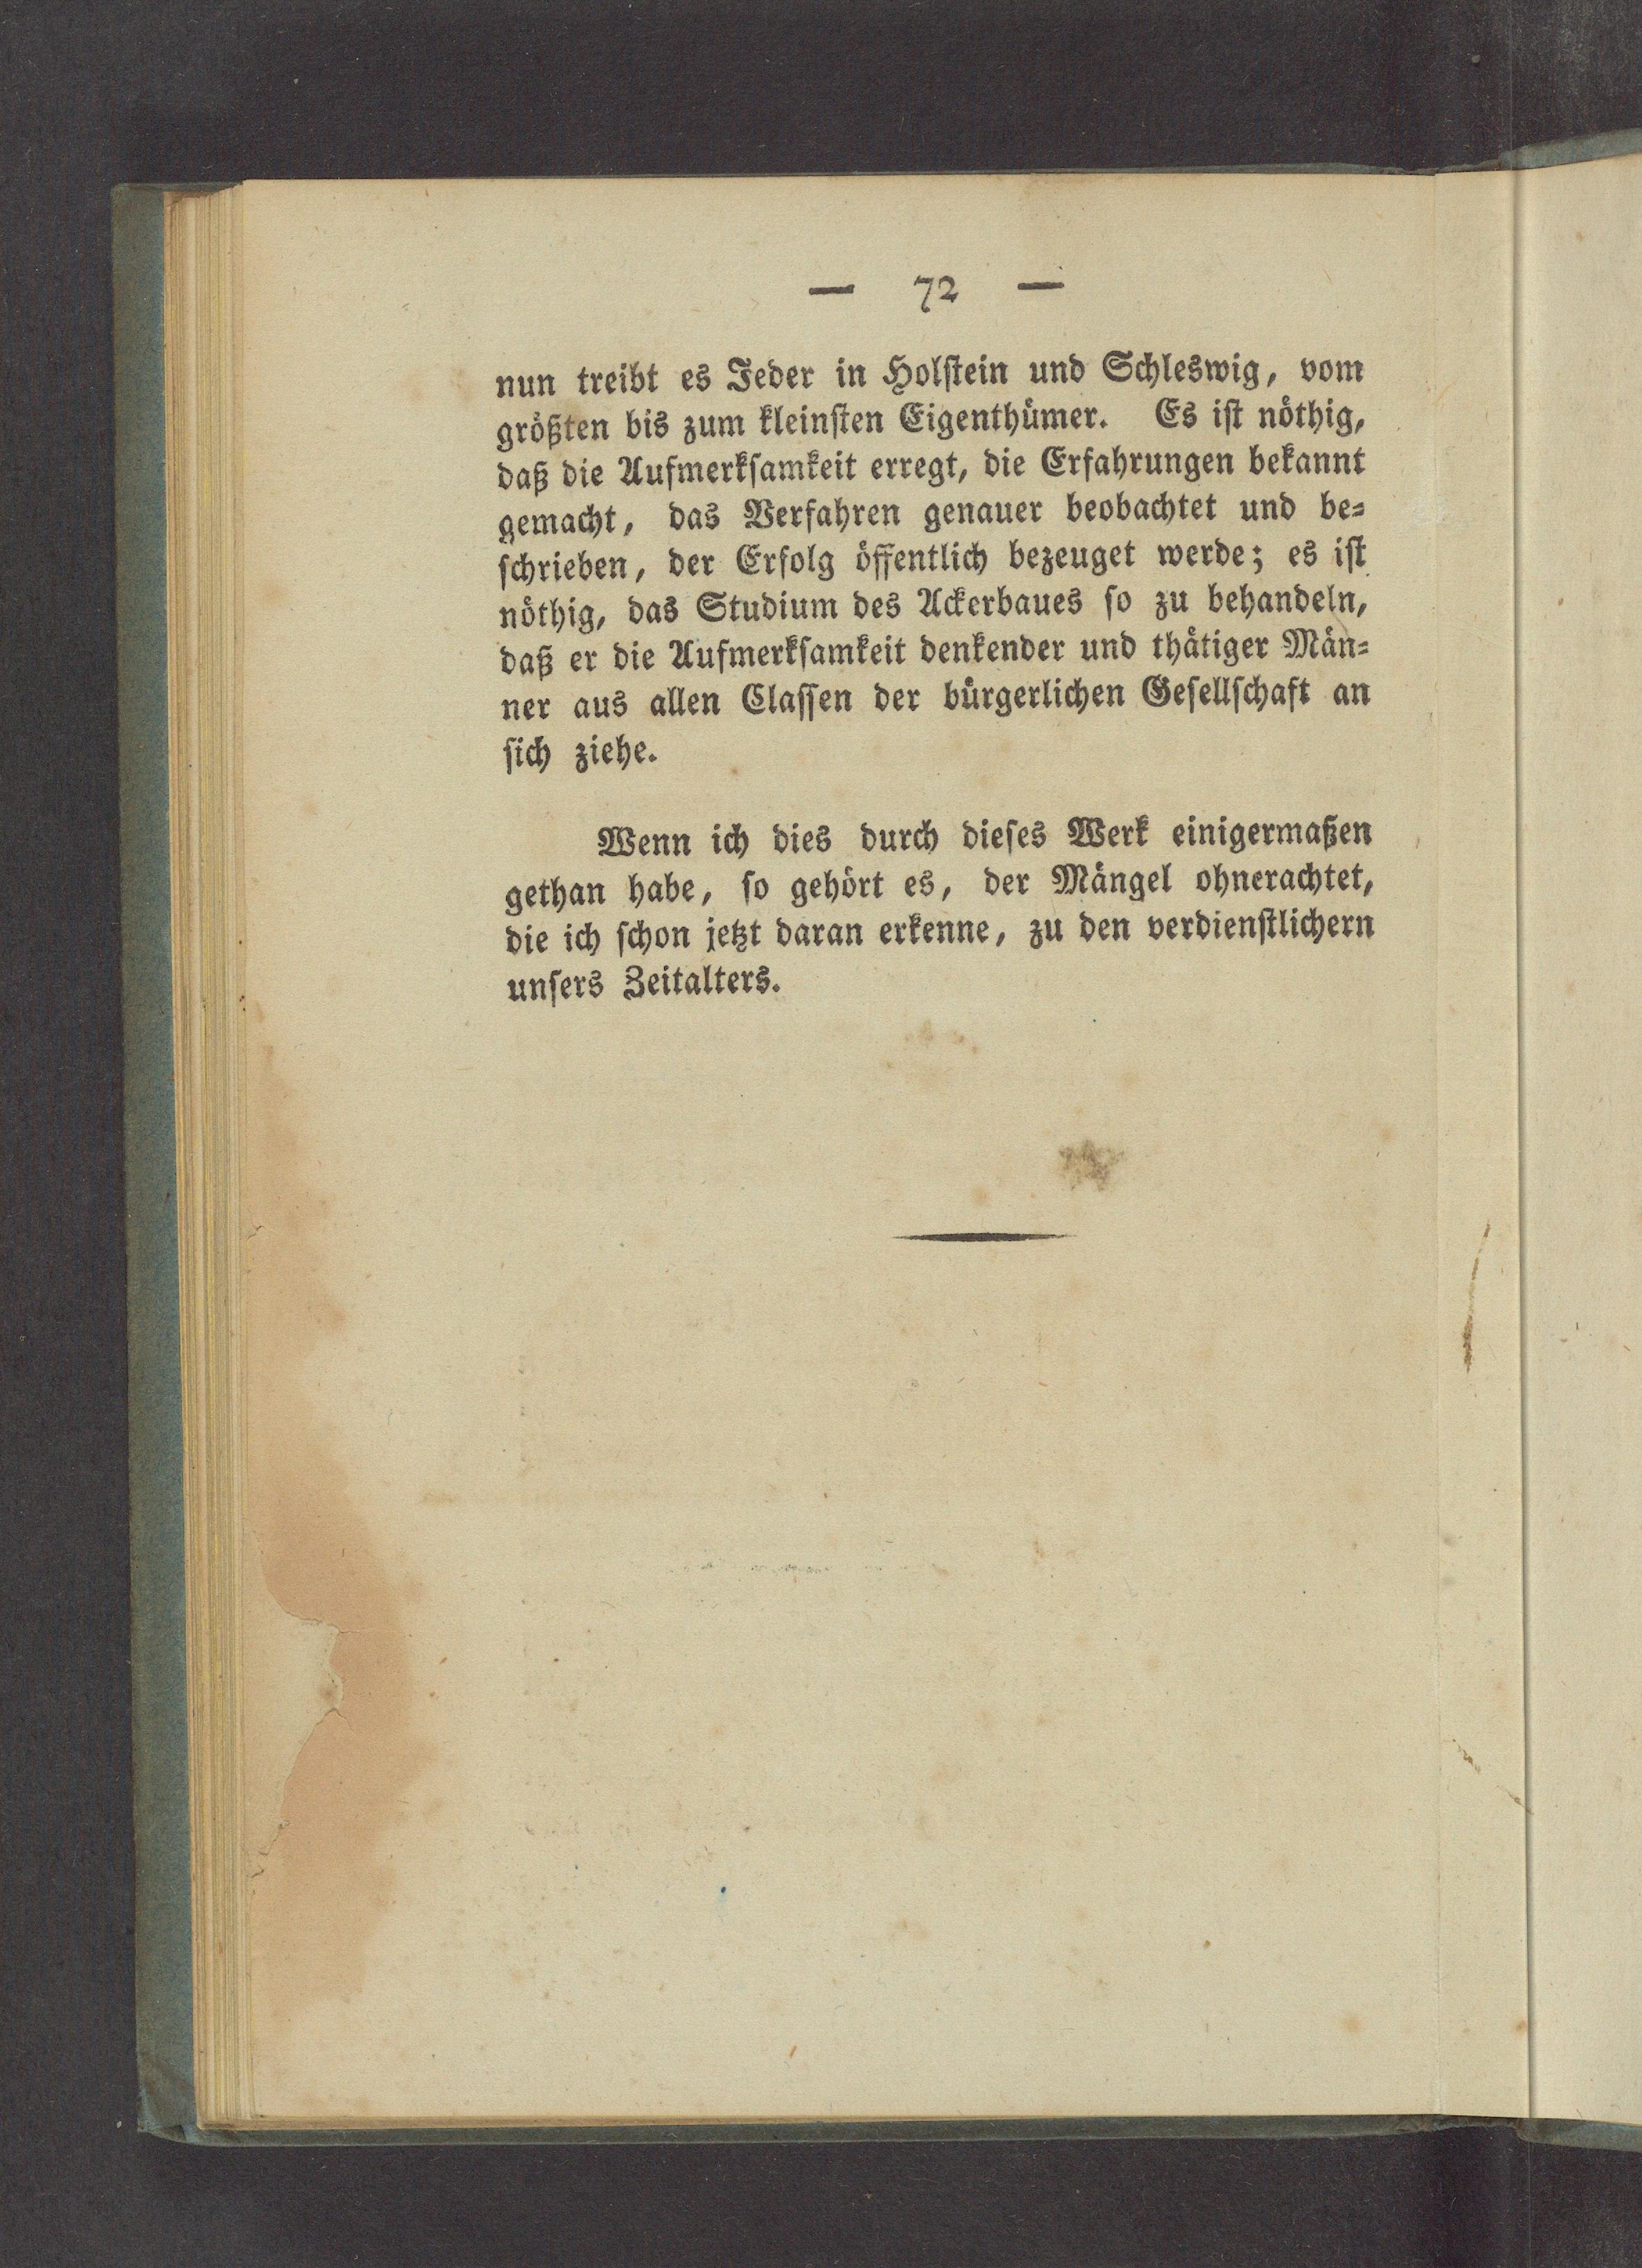 — 72 —
nun treibt es Jeder in Holſtein und Schleswig, vom
größten bis zum kleinſten Eigenthümer. Es iſt nöthig,
daß die Aufmerkſamkeit erregt, die Erfahrungen bekannt
gemacht, das Verfahren genauer beobachtet und be⸗
ſchrieben, der Erfolg öffentlich bezeuget werde; es iſt
nöthig, das Studium des Ackerbaues ſo zu behandeln,
daß er die Aufmerkſamkeit denkender und thätiger Män⸗
ner aus allen Claſſen der bürgerlichen Geſellſchaft an
ſich ziehe.
Wenn ich dies durch dieſes Werk einigermaßen
gethan habe, ſo gehört es, der Mängel ohnerachtet,
die ich ſchon jetzt daran erkenne, zu den verdienſtlichern
unſers Zeitalters.